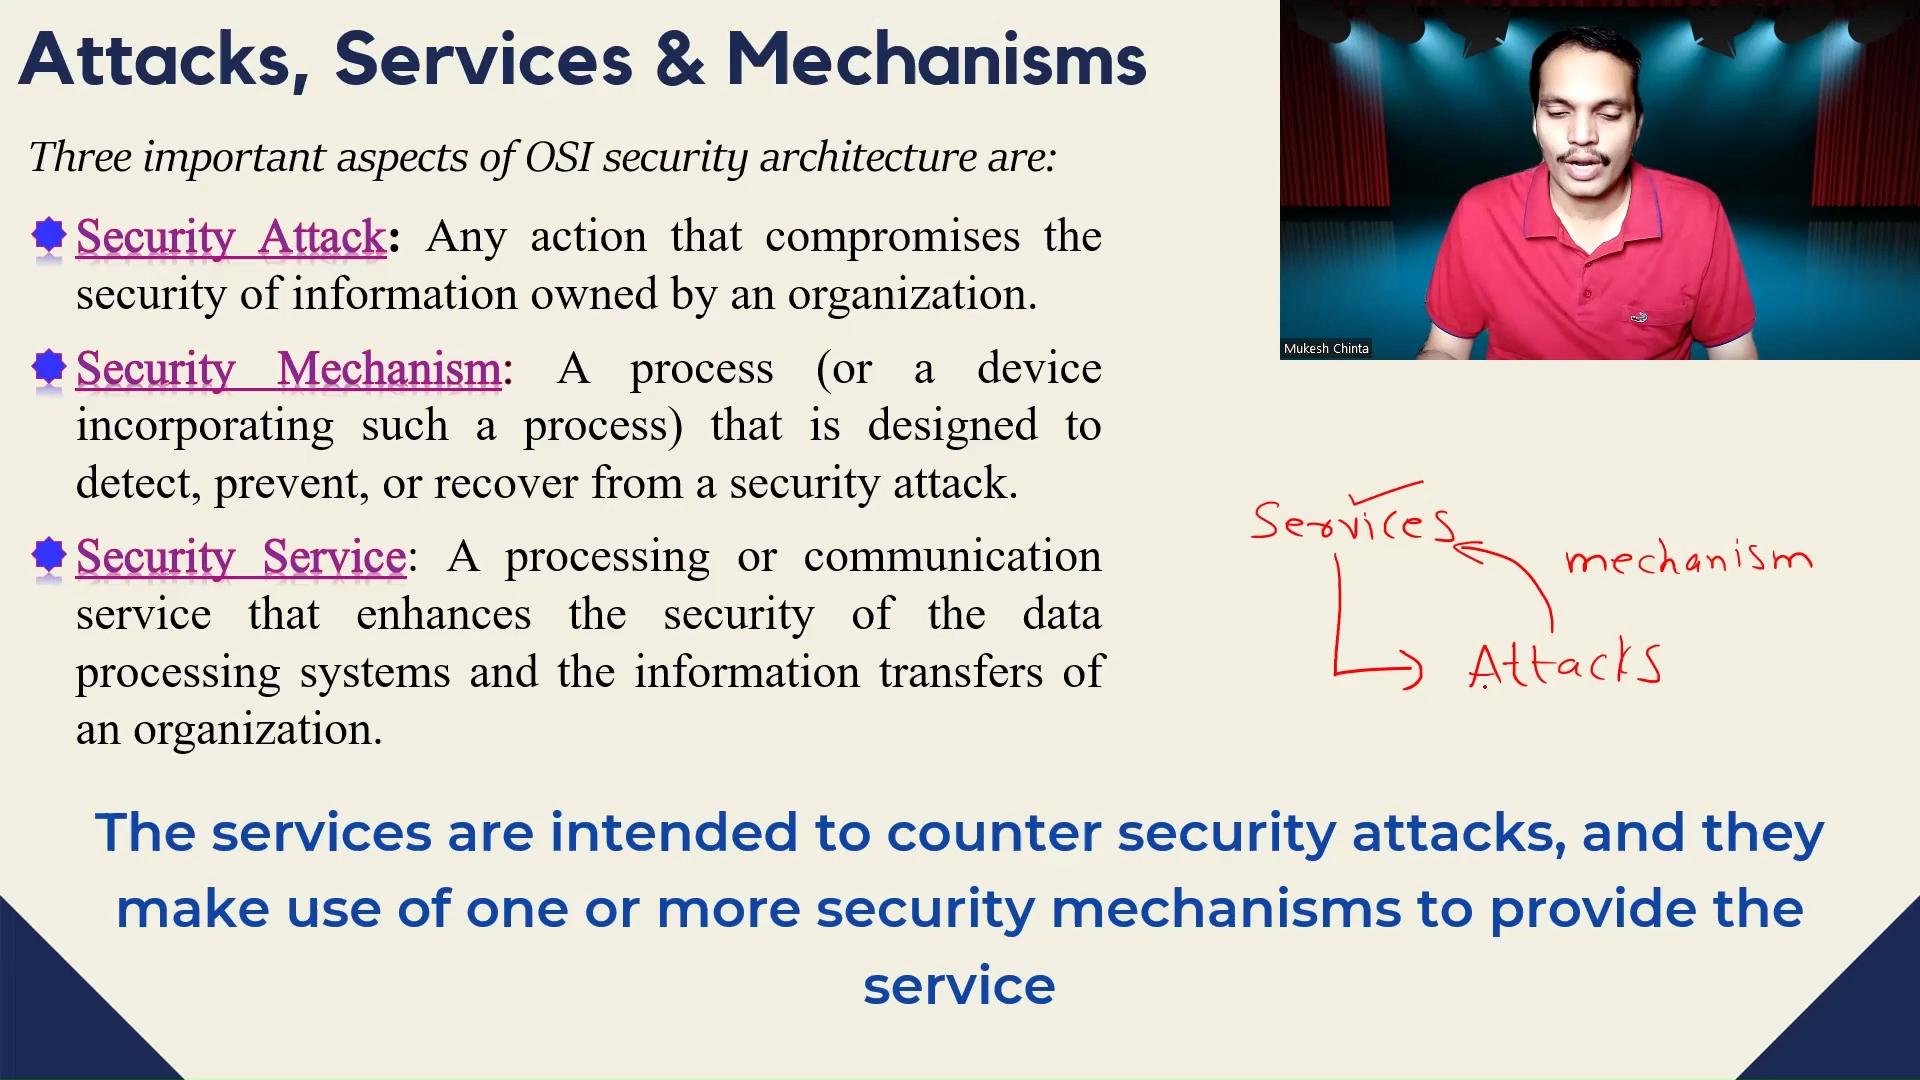 Attacks, Services & Mechanisms
Three important aspects of OSI security architecture are:
Security Attack: Any action that compromises the
security of information owned by an organization.
Security Mechanism: A process (or a device
incorporating such a process) that is designed to
detect, prevent, or recover from a security attack.
Security Service: A processing or communication
service that enhances the security of the data
processing systems and the information transfers of
an organization.
Mukesh Chinta
Services
mechanism
Attacks
The services are intended to counter security attacks, and they
make use of one or more security mechanisms to provide the
service